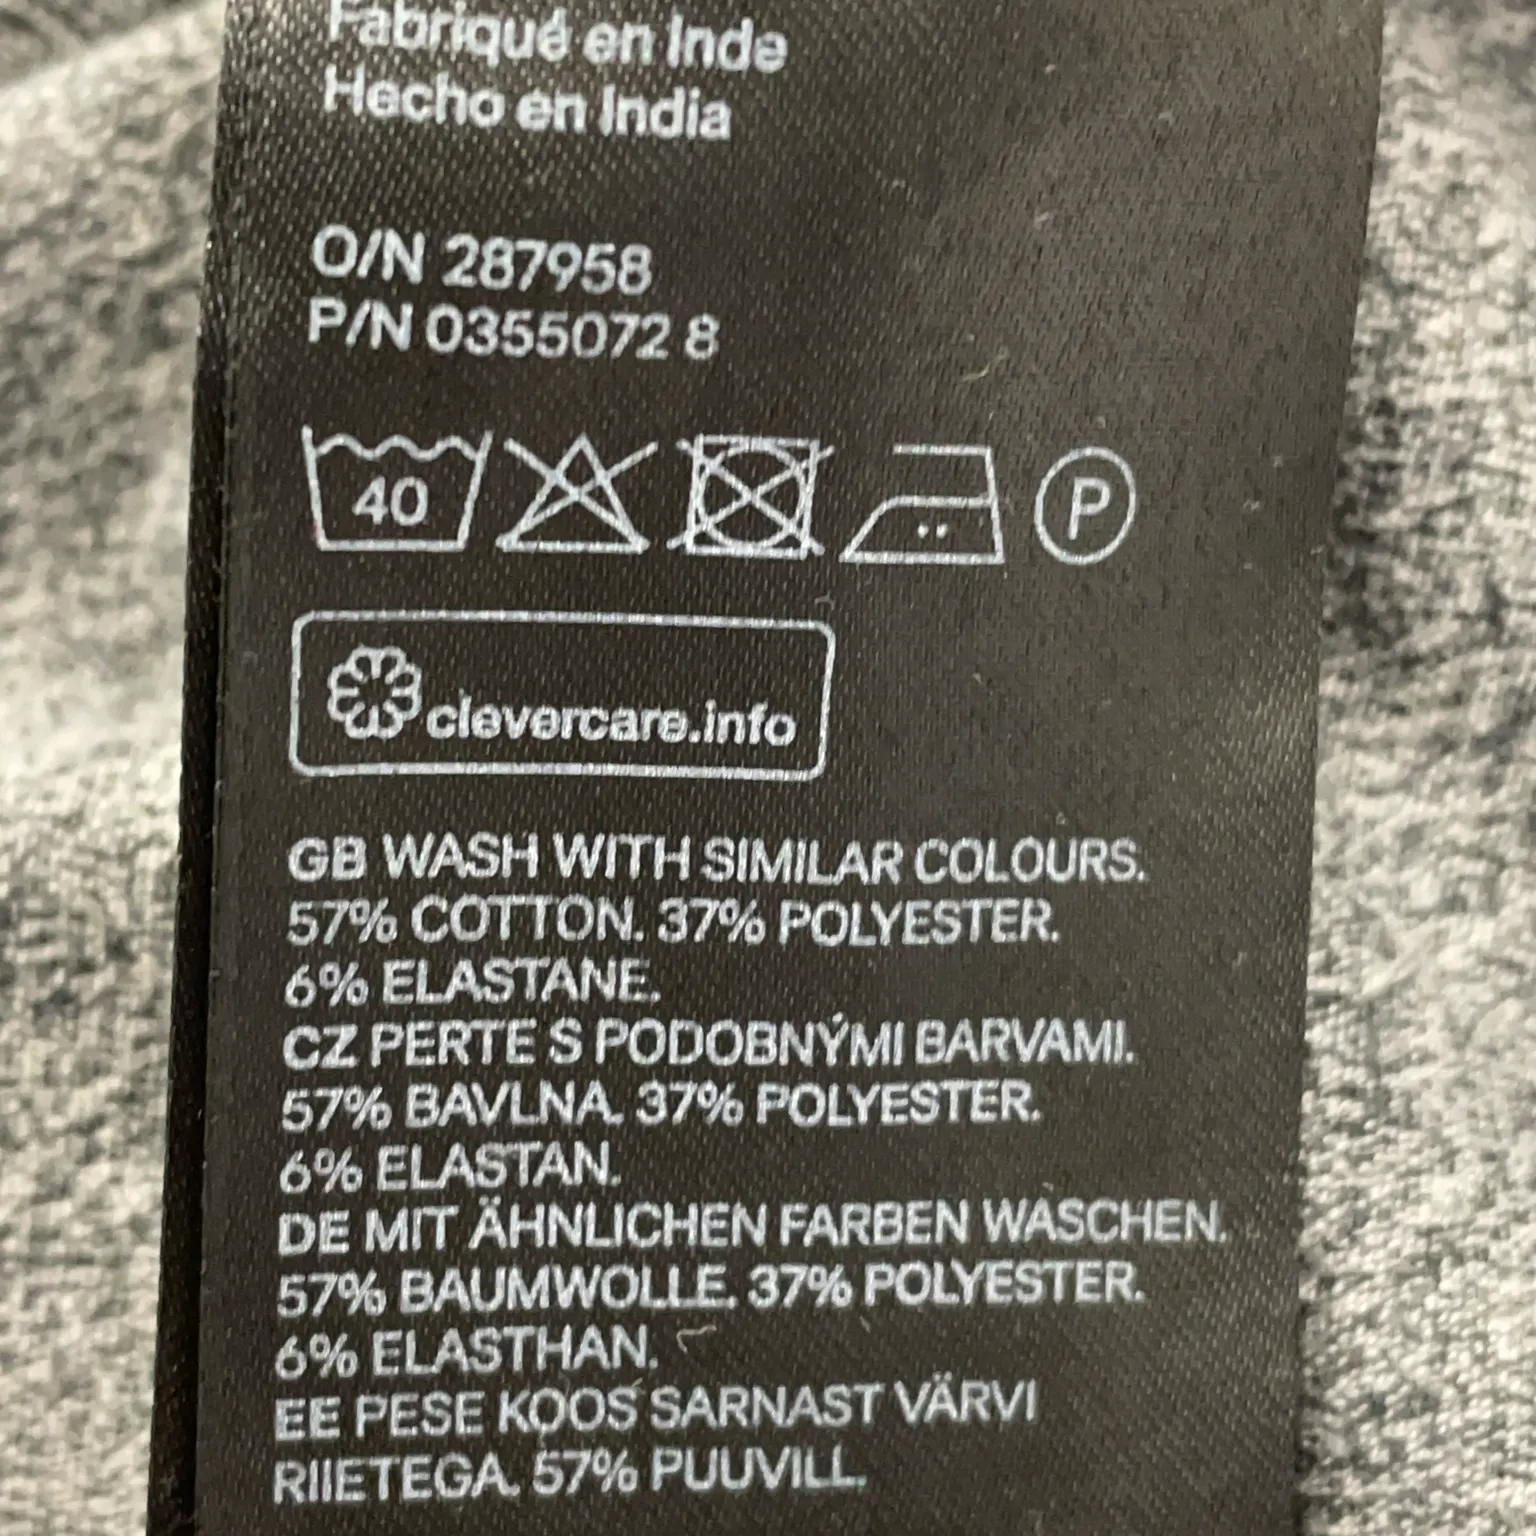 Fabriqué en Inde
Hecho en India
O/N 287958
P/N 0355072 8
40
P
clevercare.info
GB WASH WITH SIMILAR COLOURS.
57% COTTON. 37% POLYESTER.
6% ELASTANE.
CZ PERTE S PODOBNÝMI BARVAMI.
57% BAVLNA. 37% POLYESTER.
6% ELASTAN.
DE MIT ÄHNLICHEN FARBEN WASCHEN.
57% BAUMWOLLE. 37% POLYESTER.
6% ELASTHAN.
EE PESE KOOS SARNAST VÄRVI
RIIETEGA. 57% PUUVILL.